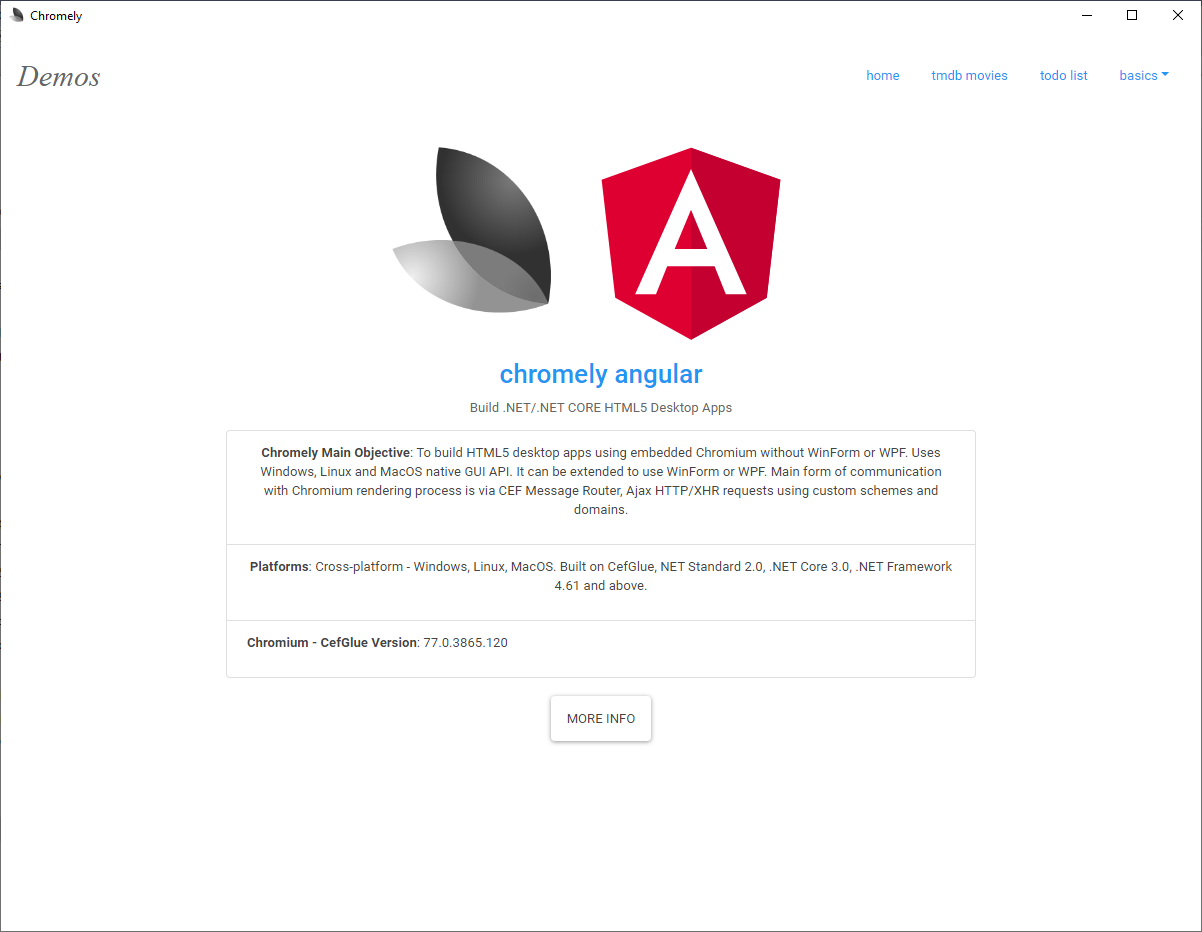 Chromely
Demos
home
tmdb movies
todo list
basics
chromely angular
Build .NET/.NET CORE HTML5 Desktop Apps
Chromely Main Objective: To build HTML5 desktop apps using embedded Chromium without WinForm or WPF. Uses
Windows, Linux and MacOS native GUI API. It can be extended to use WinForm or WPF. Main form of communication
with Chromium rendering process is via CEF Message Router, Ajax HTTP/XHR requests using custom schemes and
domains.
Platforms: Cross-platform - Windows, Linux, MacOS. Built on CefGlue, NET Standard 2.0, .NET Core 3.0, .NET Framework
4.61 and above.
Chromium - CefGlue Version: 77.0.3865.120
MORE INFO